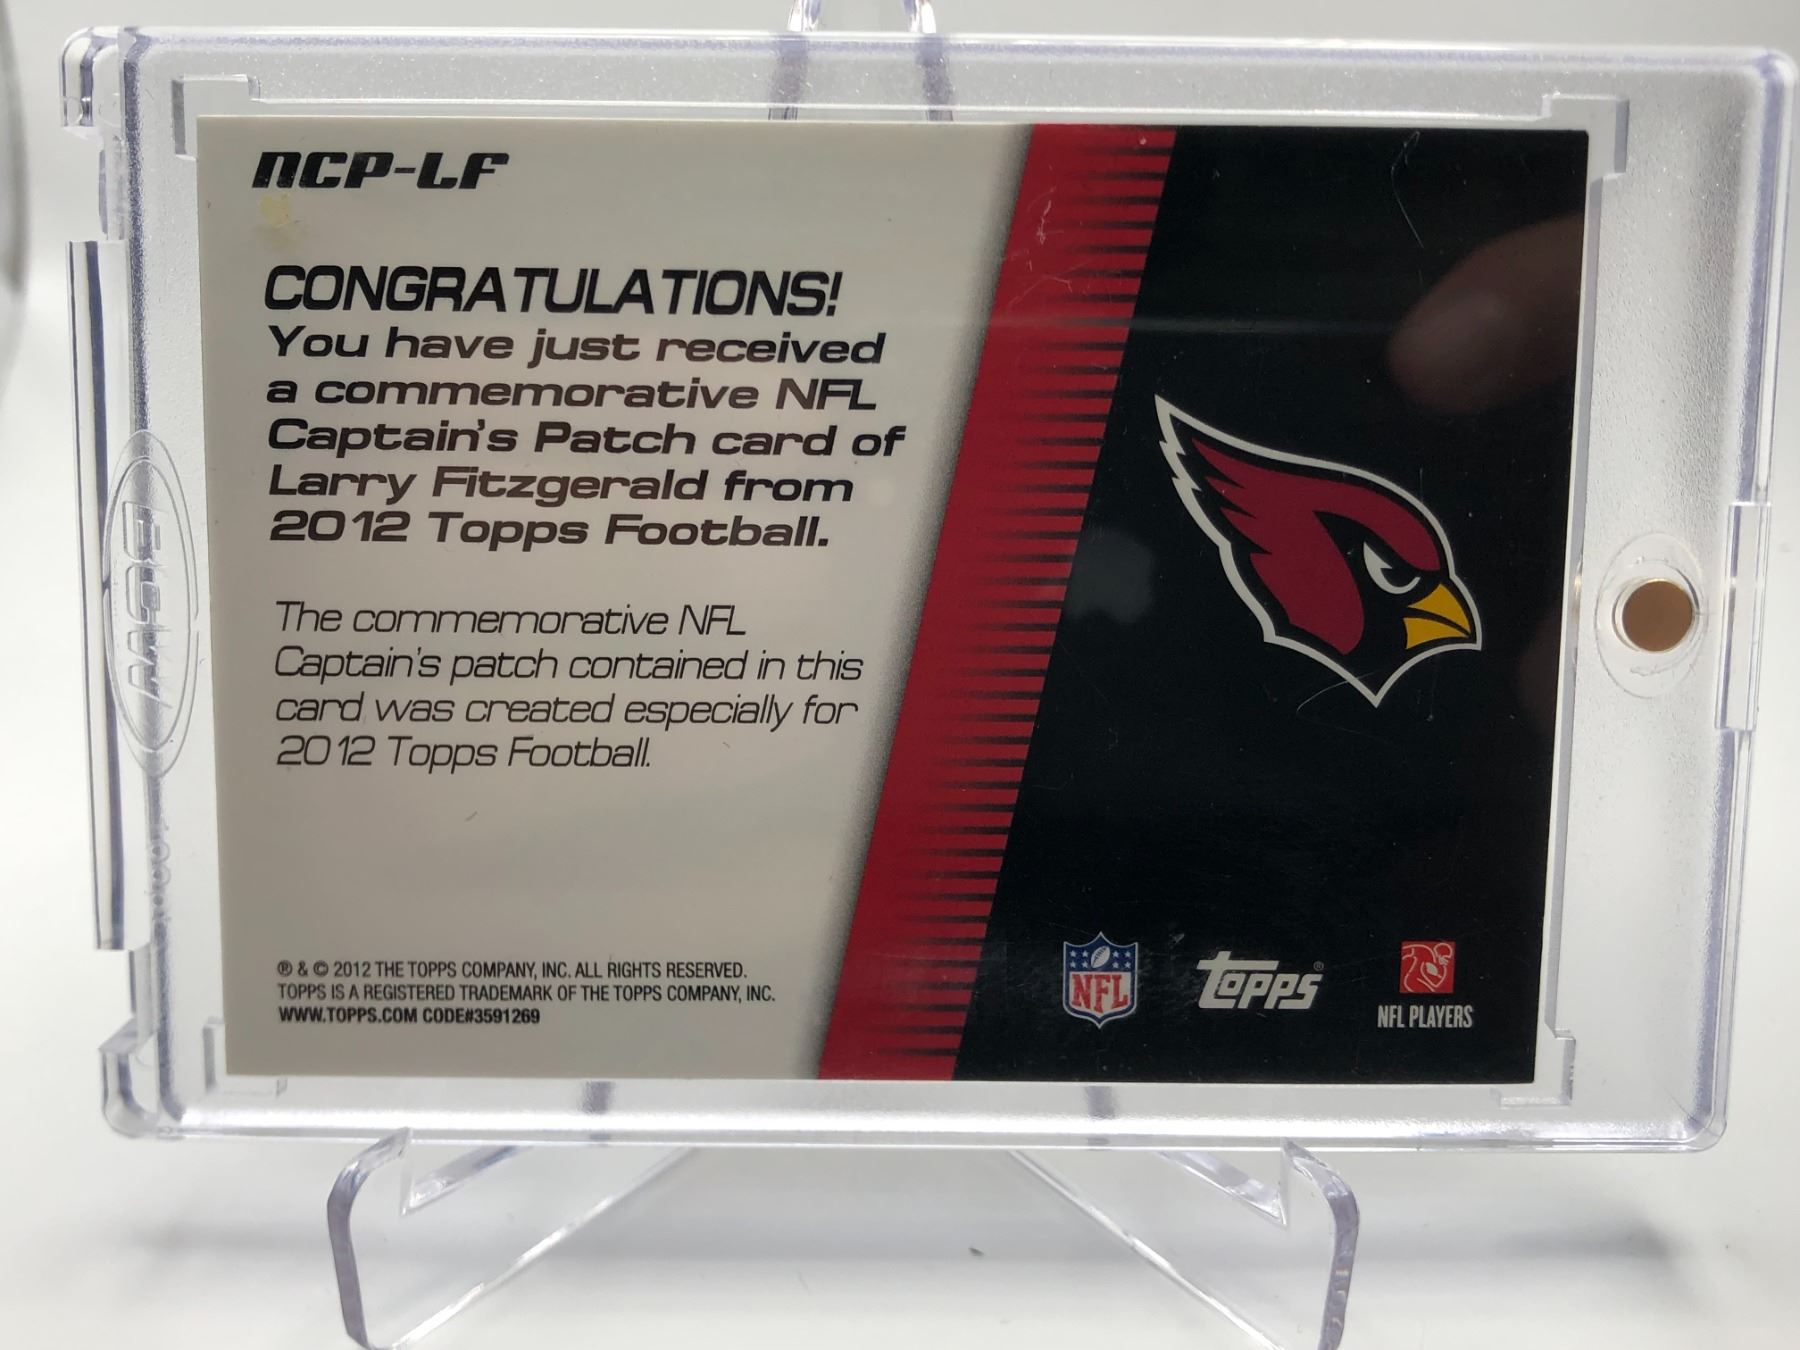 NCP-LF
CONGRATULATIONS!
You have just received
a commemorative NFL
Captain's Patch card of
Larry Fitzgerald from
2012 Topps Football.
The commemorative NFL
Captain's patch contained in this
card was created especially for
2012 Topps Football.
® & © 2012 THE TOPPS COMPANY, INC. ALL RIGHTS RESERVED.
TOPPS IS A REGISTERED TRADEMARK OF THE TOPPS COMPANY, INC.
WWW.TOPPS.COM CODE#3591269
NFL
TOPPS®
NFL PLAYERS